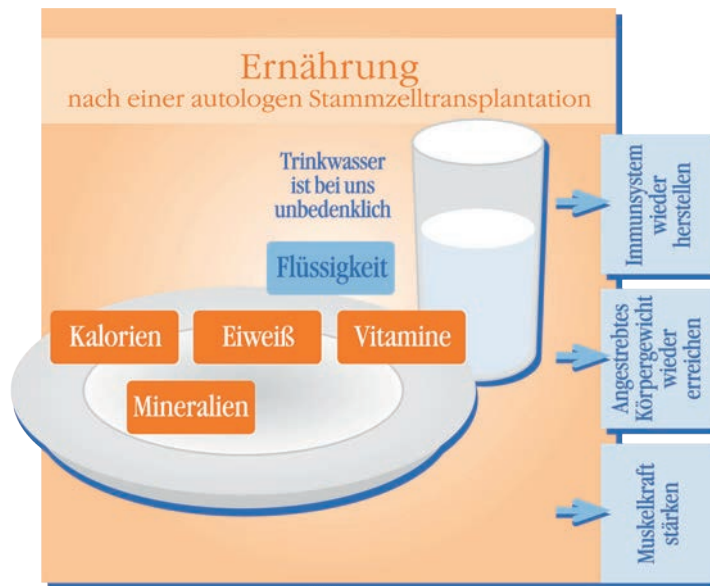 Ernährung
nach einer autologen Stammzelltransplantation
Trinkwasser
ist bei uns
unbedenklich
Flüssigkeit
Kalorien
Eiweiß
Vitamine
Mineralien
Immunsystem
wieder
herstellen
Angestrebtes
Körpergewicht
wieder
erreichen
Muskelkraft
stärken